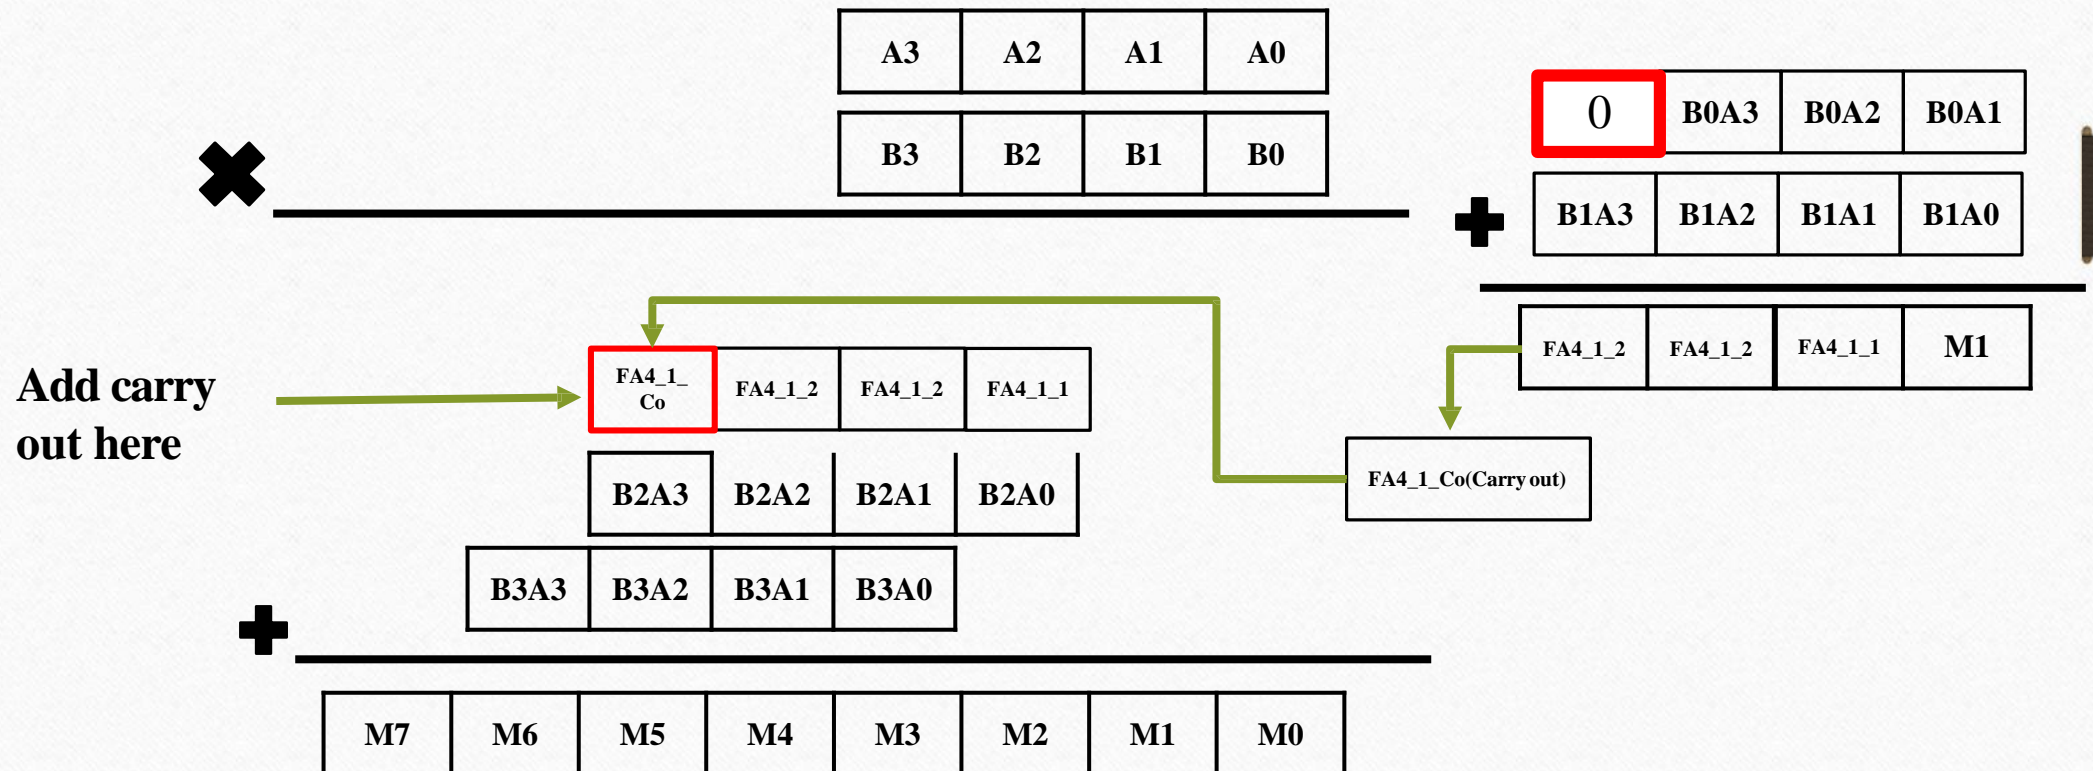 A3 A2 A1 A0
B3 B2 B1 B0
0 B0A3 B0A2 B0A1
B1A3 B1A2 B1A1 B1A0
FA4_1_2 FA4_1_2 FA4_1_1 M1
FA4_1_Co(Carry out)
Add carry
out here
FA4_1_
Co
FA4_1_2 FA4_1_2 FA4_1_1
B2A3 B2A2 B2A1 B2A0
B3A3 B3A2 B3A1 B3A0
M7 M6 M5 M4 M3 M2 M1 M0